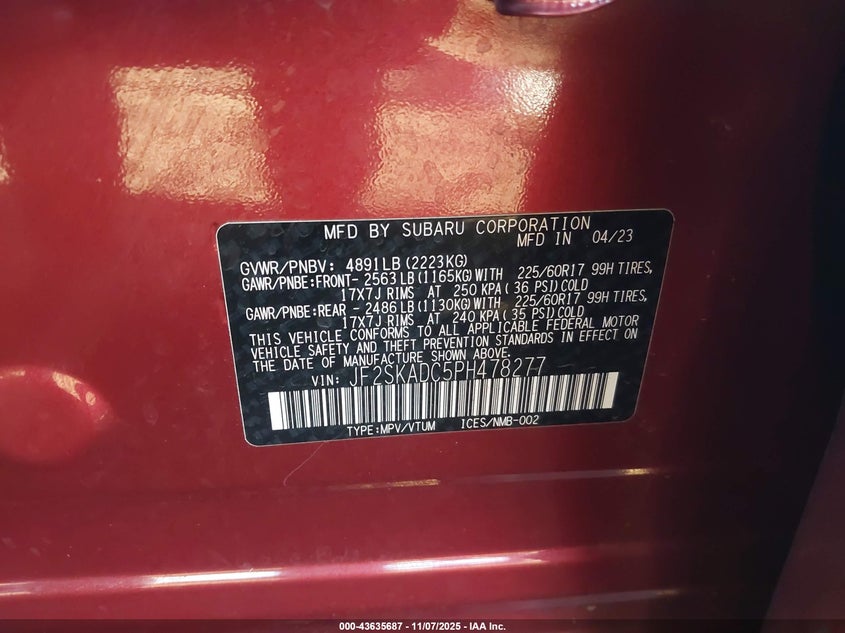 MFD BY SUBARU CORPORATION
MFD IN 04/23
GVWR/PNBV: 4891LB(2223KG)
GAWR/PNBE:FRONT- 2563LB(1165KG)WITH 225/60R17 99H TIRES,
17X7J RIMS AT 250 KPA(36 PSI)COLD
GAWR/PNBE:REAR - 2486LB(1130KG)WITH 225/60R17 99H TIRES,
17X7J RIMS AT 240 KPA(35 PSI)COLD
THIS VEHICLE CONFORMS TO ALL APPLICABLE FEDERAL MOTOR
VEHICLE SAFETY AND THEFT PREVENTION STANDARDS IN EFFECT ON
THE DATE OF MANUFACTURE SHOWN ABOVE.
VIN: JF2SKADC5PH478277
TYPE:MPV/VTUM ICES/NMB-002
000-43635687 - 11/07/2025 - IAA Inc.